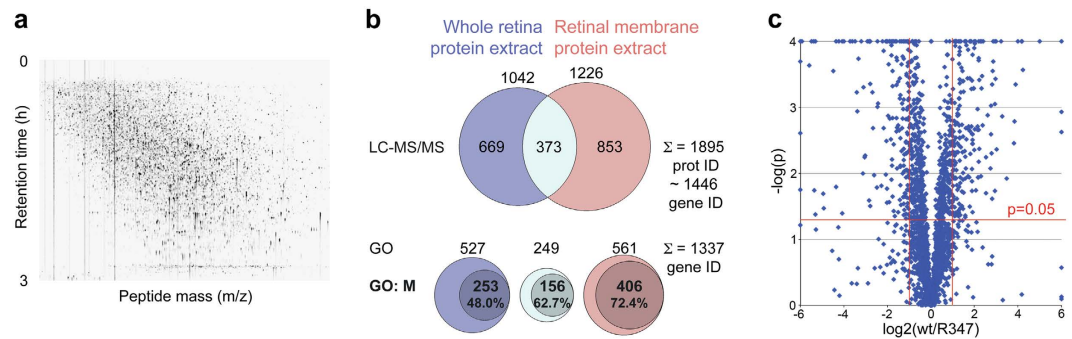 a
0
Retention time (h)
3
Peptide mass (m/z)
b
Whole retina
protein extract
Retinal membrane
protein extract
1042
1226
LC-MS/MS
669
373
853
Σ = 1895
prot ID
~ 1446
gene ID
GO
527
249
561
Σ = 1337
gene ID
GO: M
253
48.0%
156
62.7%
406
72.4%
c
4
3
2
1
0
-log(p)
p=0.05
-6
-4
-2
0
2
4
6
log2(wt/R347)